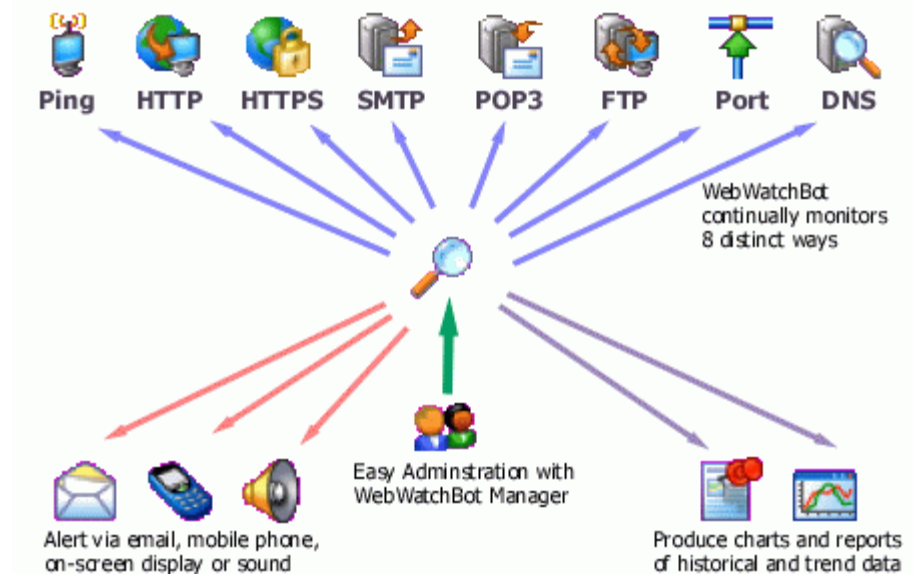 Ping HTTP HTTPS SMTP POP3 FTP Port DNS
WebWatchBot
continually monitors
8 distinct ways
Easy Adminstration with
WebWatchBot Manager
Alert via email, mobile phone,
on-screen display or sound
Produce charts and reports
of historical and trend data